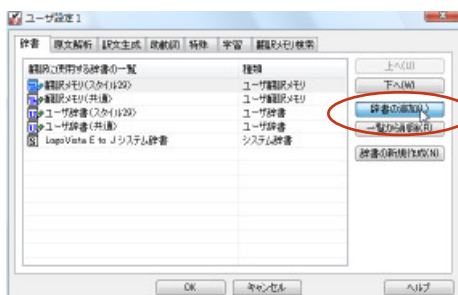 ユーザ設定1
辞書 原文解析 訳文生成 助動詞 特殊 学習 翻訳メモリ検索
翻訳に使用する辞書の一覧 種類
翻訳メモリ(スタイル29) ユーザ翻訳メモリ
翻訳メモリ(共通) ユーザ翻訳メモリ
ユーザ辞書(スタイル29) ユーザ辞書
ユーザ辞書(共通) ユーザ辞書
LogoVista E to J システム辞書 システム辞書
上へ(U)
下へ(W)
辞書の追加(L)
一覧から削除(R)
辞書の新規作成(N)
OK キャンセル ヘルプ